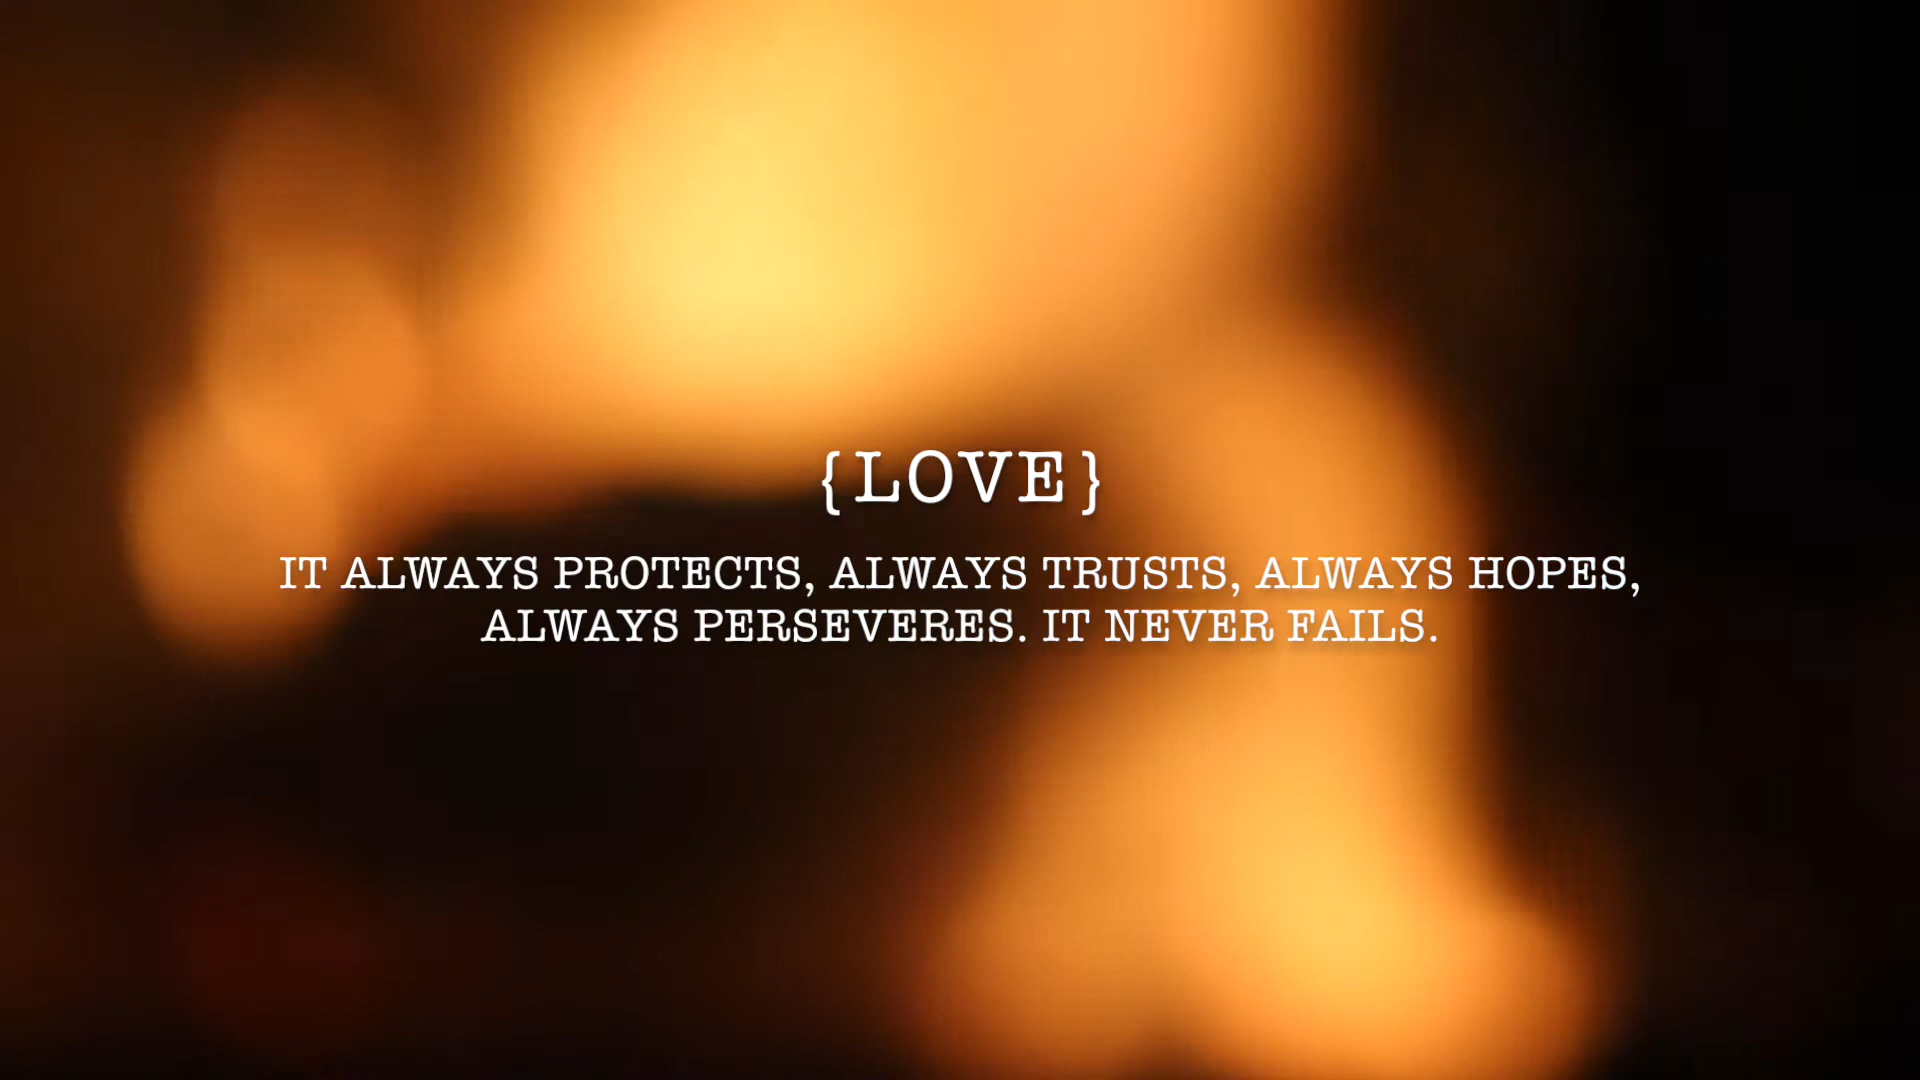 {LOVE}
IT ALWAYS PROTECTS, ALWAYS TRUSTS, ALWAYS HOPES,
ALWAYS PERSEVERES. IT NEVER FAILS.